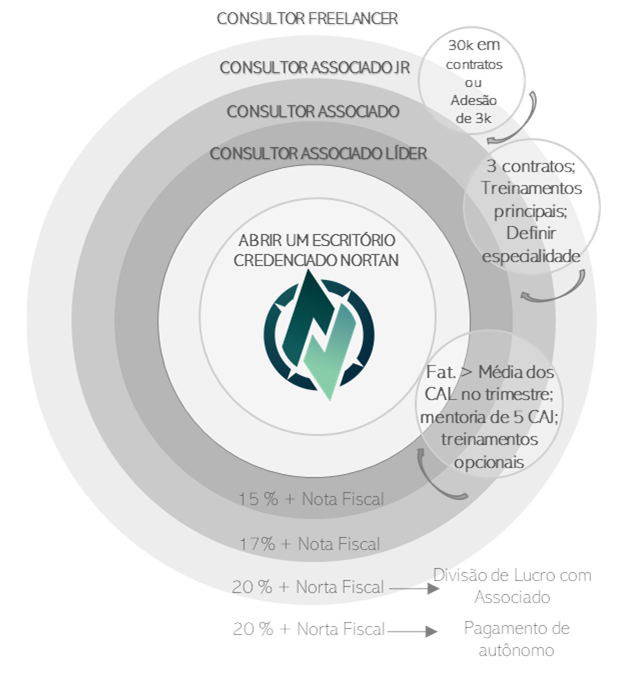 CONSULTOR FREELANCER
CONSULTOR ASSOCIADO JR
CONSULTOR ASSOCIADO
CONSULTOR ASSOCIADO LÍDER
ABRIR UM ESCRITÓRIO
CREDENCIADO NORTAN
30k em
contratos
ou
Adesão
de 3k
3 contratos;
Treinamentos
principais;
Definir
especialidade
Fat. > Média dos
CAL no trimestre;
mentoria de 5 CAJ;
treinamentos
opcionais
15 % + Nota Fiscal
17% + Nota Fiscal
20 % + Norta Fiscal
Divisão de Lucro com
Associado
20 % + Norta Fiscal
Pagamento de
autônomo